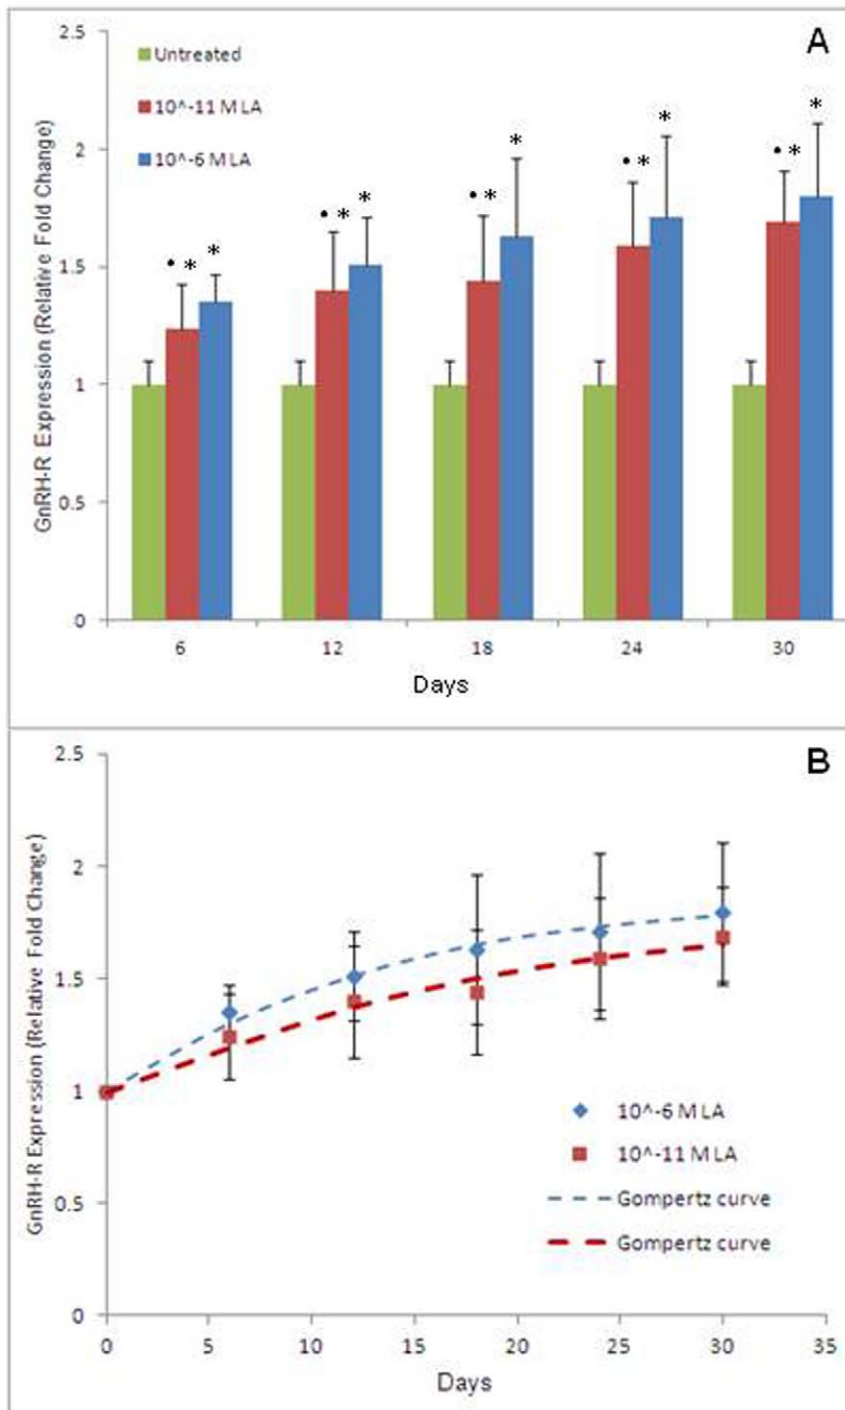 A
2.5
2
1.5
1
0.5
0
GnRH-R Expression (Relative Fold Change)
Untreated
10^-11 M LA
10^-6 M LA
• * *
• * *
• * *
• * *
• * *
6 12 18 24 30
Days
B
2.5
2
1.5
1
0.5
0
GnRH-R Expression (Relative Fold Change)
10^-6 M LA
10^-11 M LA
Gompertz curve
Gompertz curve
0 5 10 15 20 25 30 35
Days